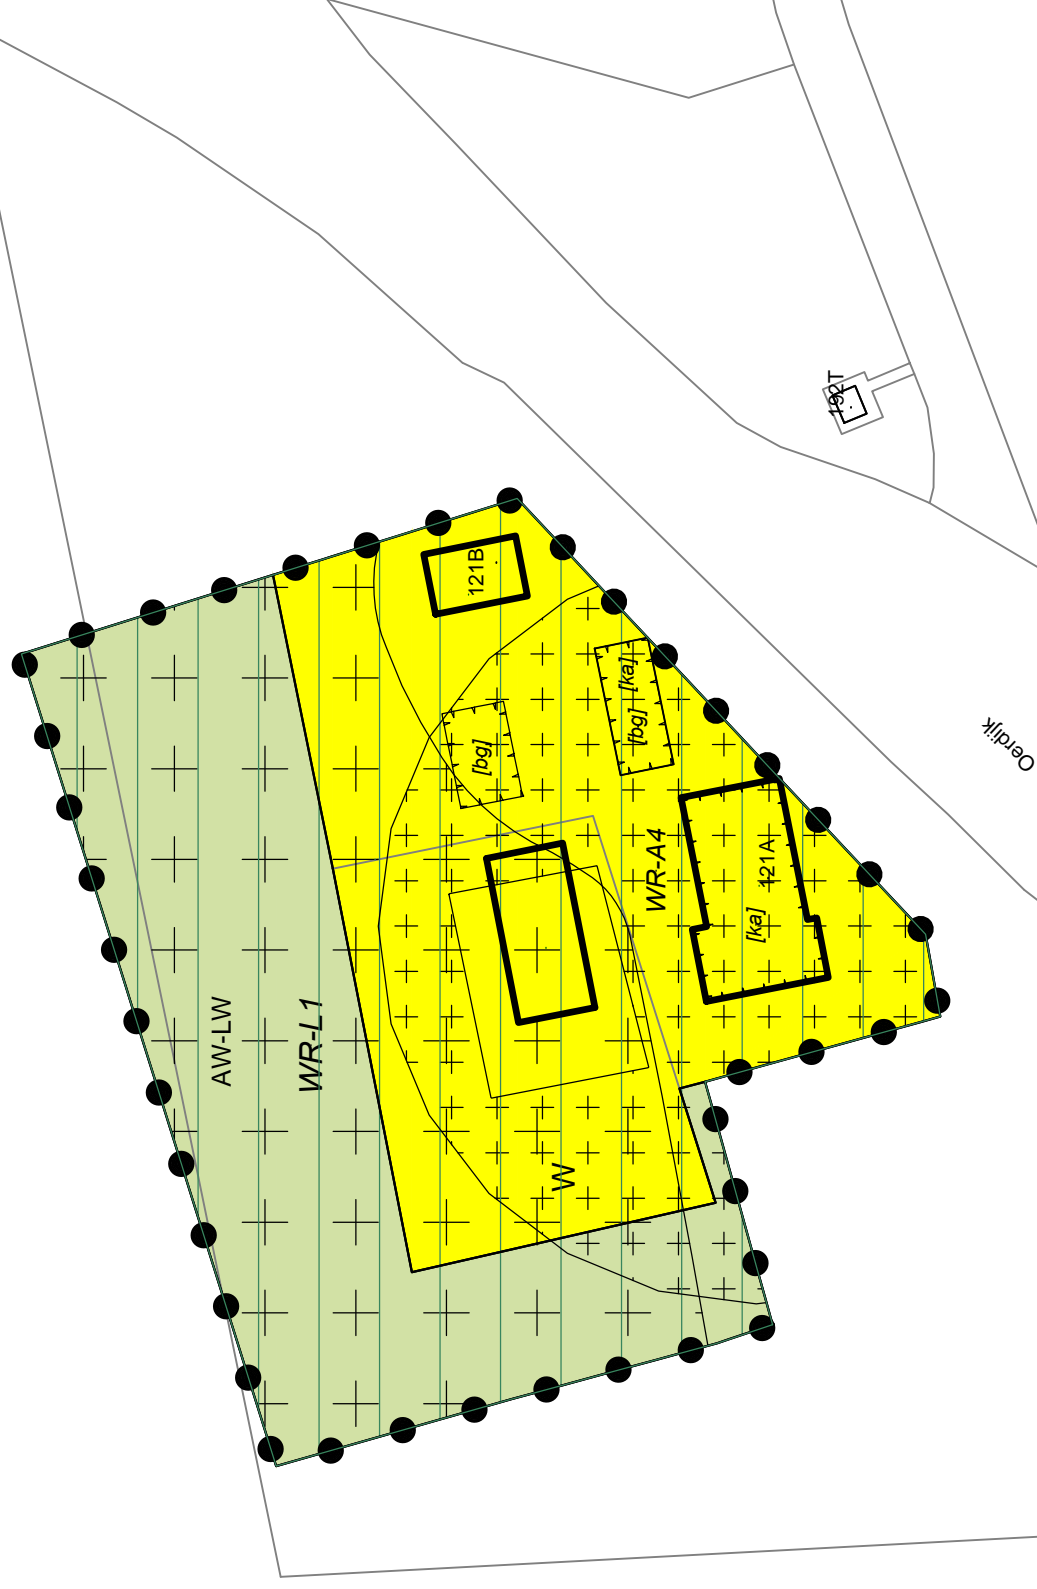 192T
121B
[ka]
[bg]
[bg]
Oerdijk
WR-A4
121A
[ka]
AW-LW
WR-L1
W